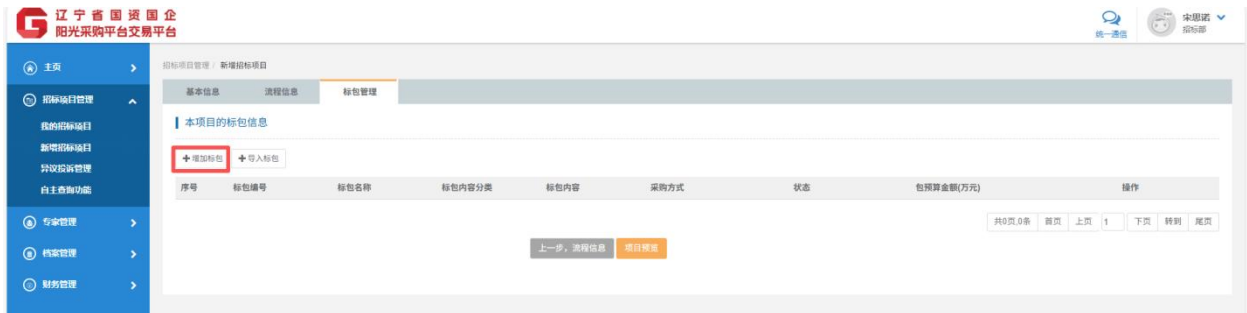 辽宁省国资国企
阳光采购平台交易平台
统一通信
宋思诺
招标部
主页
招标项目管理
我的招标项目
新增招标项目
异议投诉管理
自主查询功能
专家管理
档案管理
财务管理
招标项目管理 / 新增招标项目
基本信息 流程信息 标包管理
本项目的标包信息
+增加标包 +导入标包
序号 标包编号 标包名称 标包内容分类 标包内容 采购方式 状态 包预算金额(万元) 操作
共0页,0条 首页 上页 1 下页 转到 尾页
上一步，流程信息 项目预览